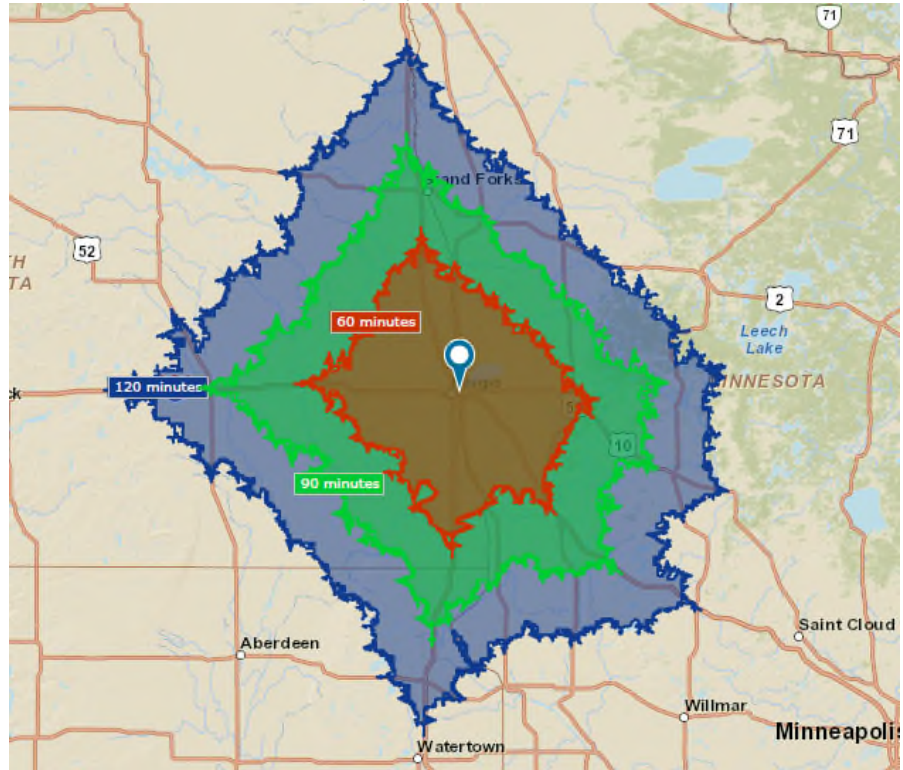 71
71
Grand Forks
52
2
Leech
Lake
60 minutes
120 minutes
MINNESOTA
10
90 minutes
Aberdeen
Saint Cloud
Willmar
Minneapolis
Watertown